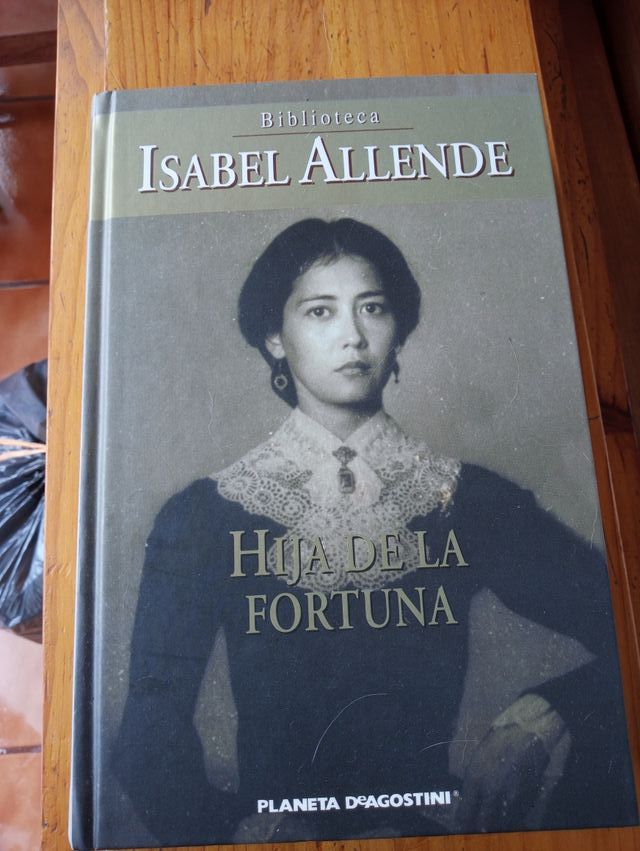 Biblioteca
ISABEL ALLENDE
HIJA DE LA
FORTUNA
PLANETA DeAGOSTINI®